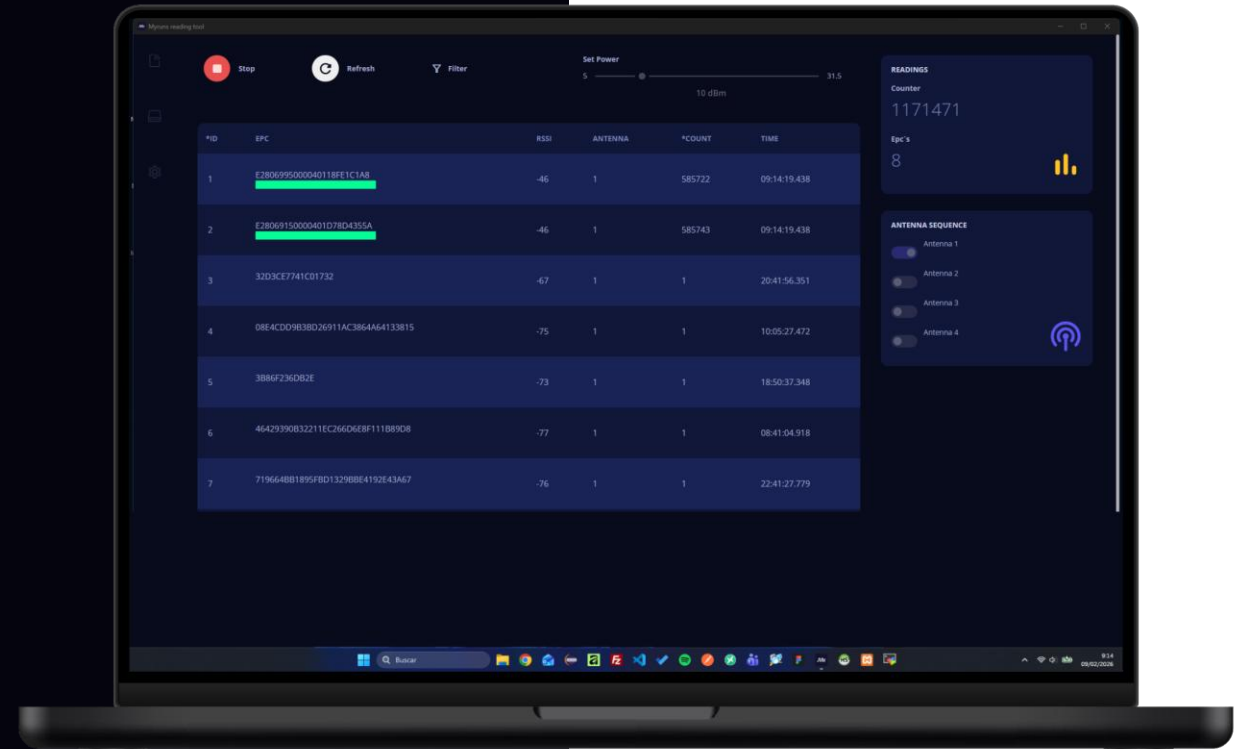 Myners reading tool
Stop
Refresh
Filter
Set Power
5
31.5
10 dBm
*ID EPC RSSI ANTENNA *COUNT TIME
1 E2806995000040118FE1C1A8 -46 1 585722 09:14:19.438
2 E28069150000401D78D4355A -46 1 585743 09:14:19.438
3 32D3CE7741C01732 -67 1 1 20:41:56.351
4 08E4CDD9B3BD26911AC3864A64133815 -75 1 1 10:05:27.472
5 3B86F236DB2E -73 1 1 18:50:37.348
6 46429390B32211EC266D6E8F111B89D8 -77 1 1 08:41:04.918
7 719664BB1895FBD1329BBE4192E43A67 -76 1 1 22:41:27.779
READINGS
Counter
1171471
Epc's
8
ANTENNA SEQUENCE
Antenna 1
Antenna 2
Antenna 3
Antenna 4
Buscar
9:14
09/02/2026